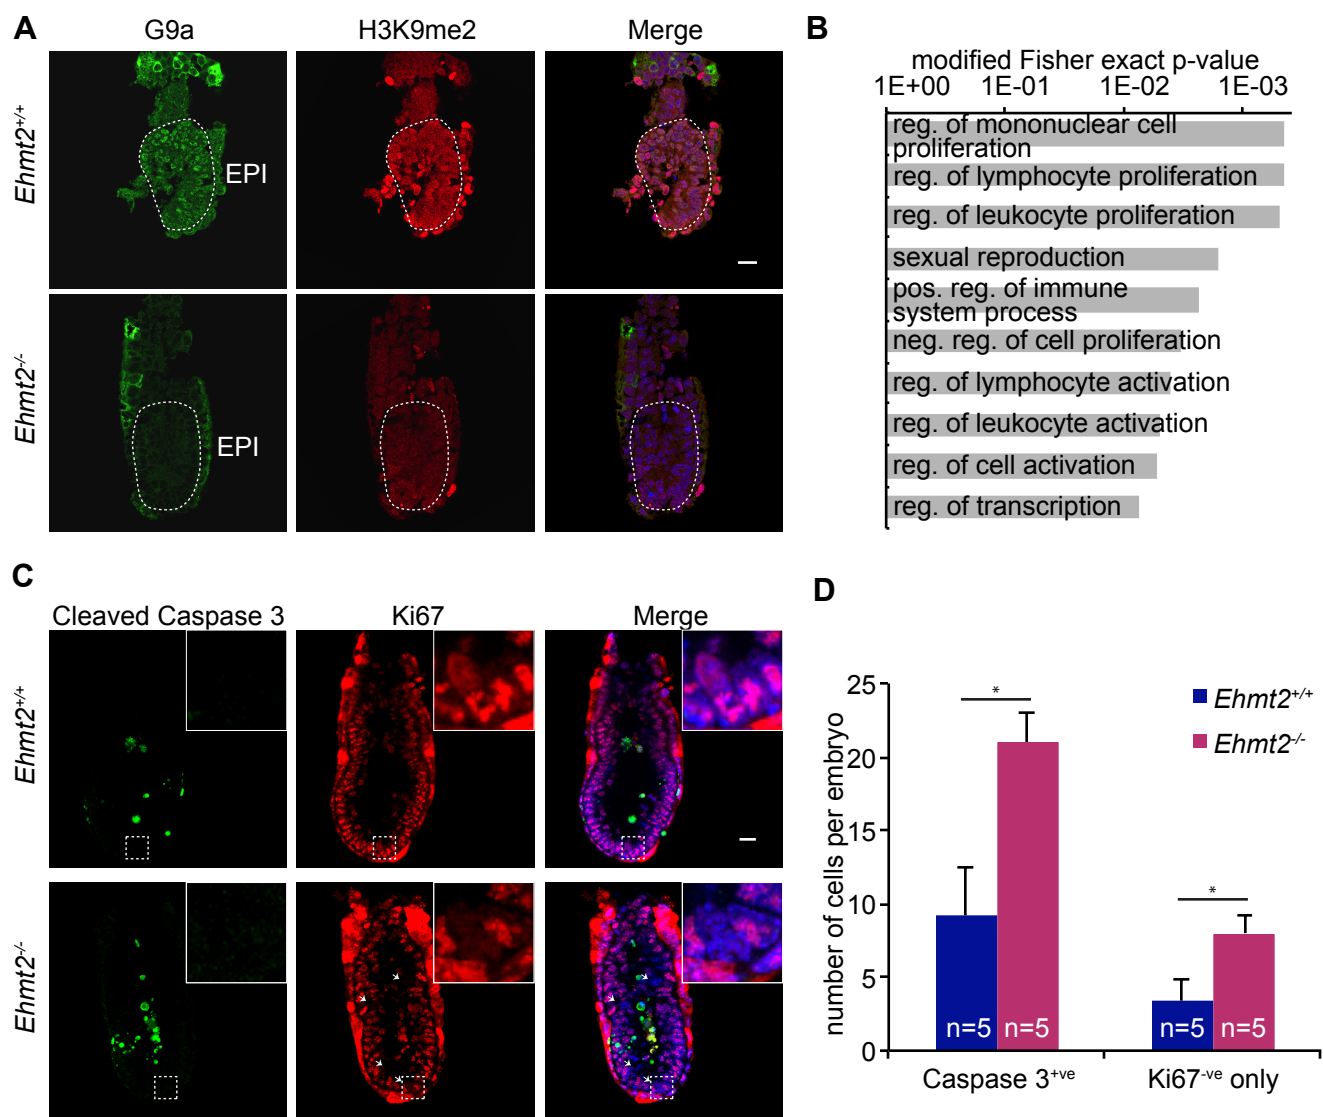 A
G9a
H3K9me2
Merge
Ehmt2+/+
EPI
Ehmt2-/-
EPI
B
modified Fisher exact p-value
1E+00 1E-01 1E-02 1E-03
reg. of mononuclear cell
proliferation
reg. of lymphocyte proliferation
reg. of leukocyte proliferation
sexual reproduction
pos. reg. of immune
system process
neg. reg. of cell proliferation
reg. of lymphocyte activation
reg. of leukocyte activation
reg. of cell activation
reg. of transcription
C
Cleaved Caspase 3
Ki67
Merge
Ehmt2+/+
Ehmt2-/-
D
number of cells per embryo
25
20
15
10
5
0
*
*
Ehmt2+/+
Ehmt2-/-
n=5 n=5
n=5 n=5
Caspase 3+ve
Ki67-ve only